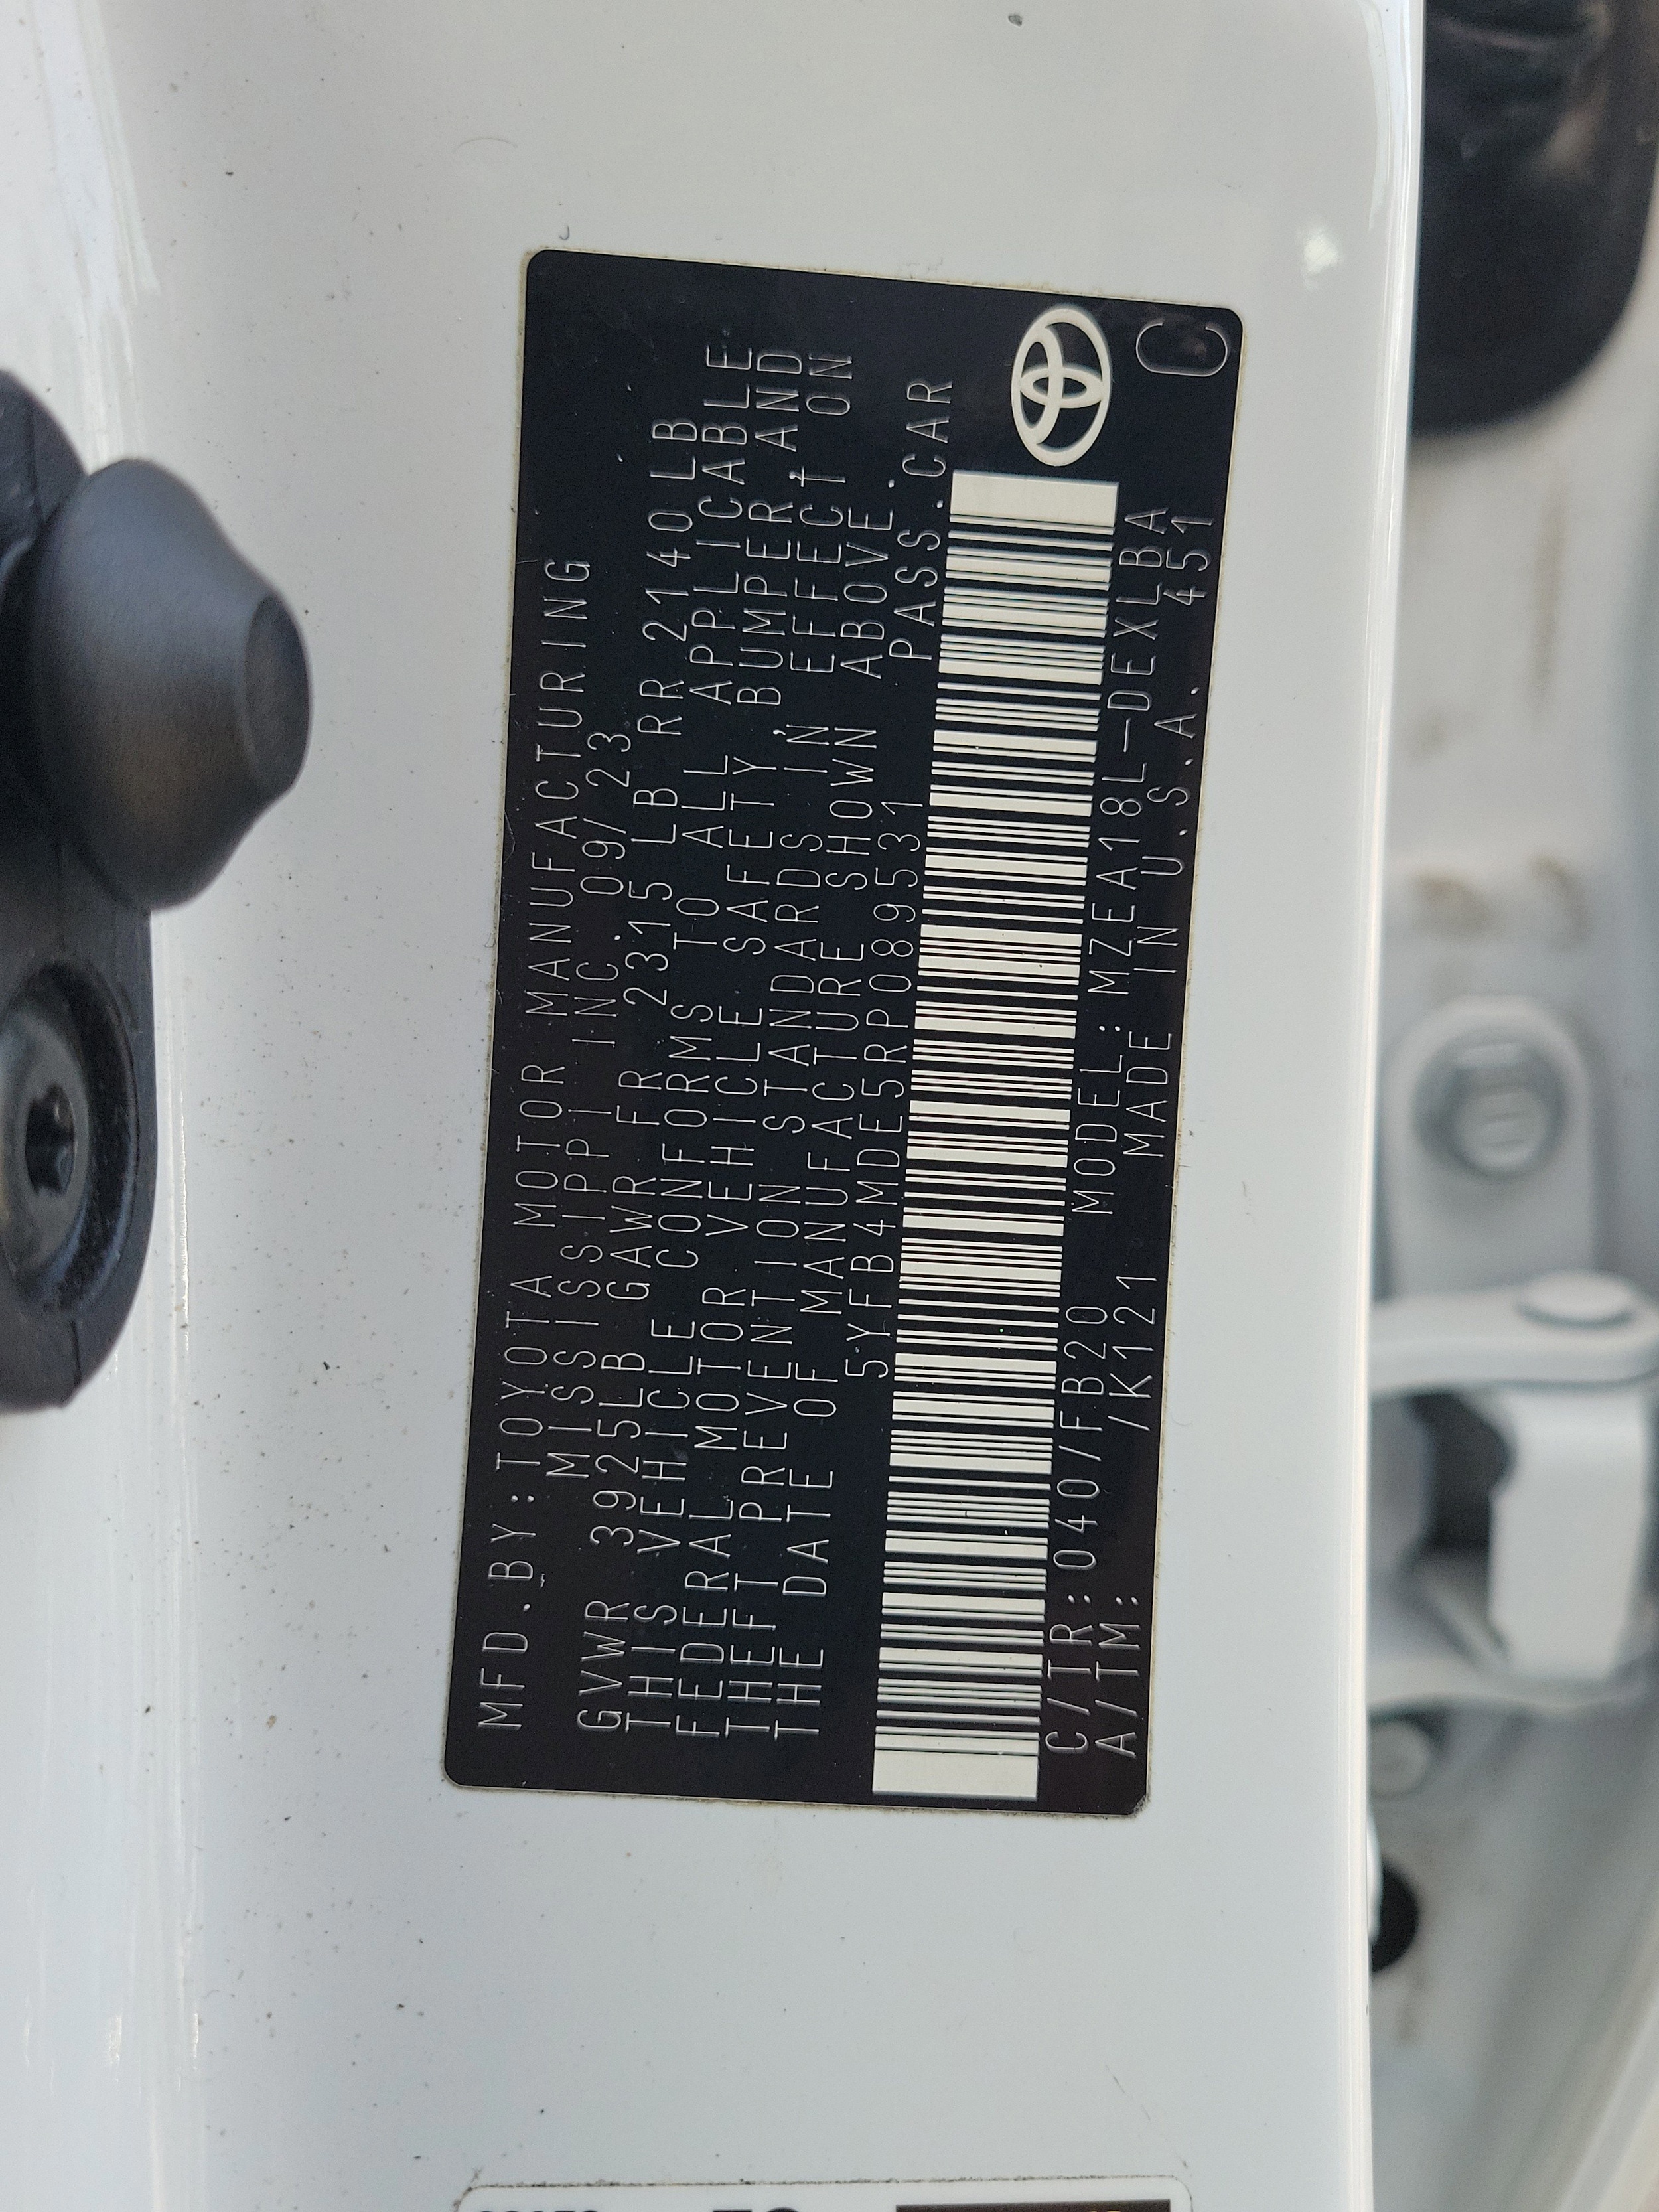 MFD.BY:TOYOTA MOTOR MANUFACTURING
MISSISSIPPI INC. 09/23
GVWR 3925LB GAWR FR 2315 LB RR 2140LB
THIS VEHICLE CONFORMS TO ALL APPLICABLE
FEDERAL MOTOR VEHICLE SAFETY, BUMPER, AND
THEFT PREVENTION STANDARDS IN EFFECT ON
THE DATE OF MANUFACTURE SHOWN ABOVE.
5YFB4MDE5RP089531 PASS.CAR
C/TR:040/FB20 MODEL:MZEA18L-DEXLBA
A/TM: /K121 MADE IN U.S.A. 451
C